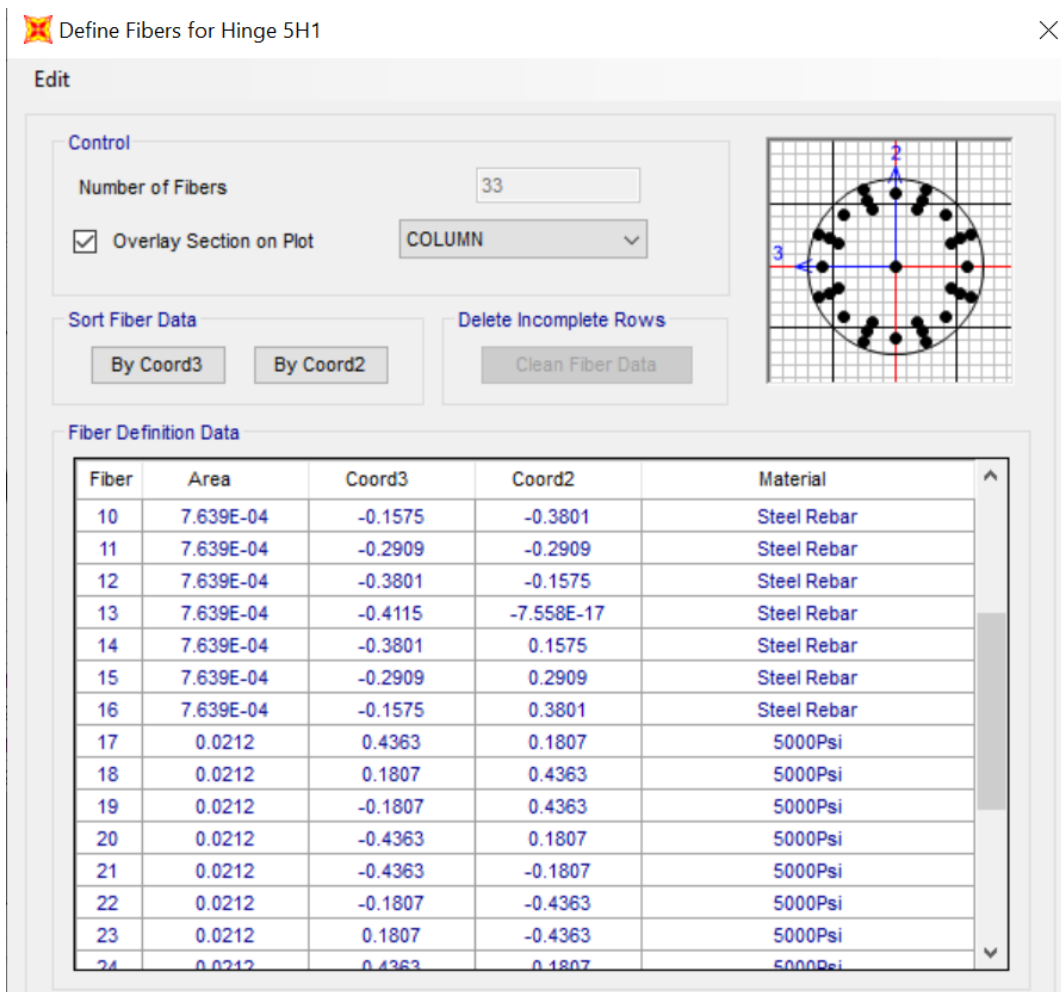 Define Fibers for Hinge 5H1
Edit
Control
Number of Fibers 33
Overlay Section on Plot COLUMN
2
3
Sort Fiber Data
By Coord3 By Coord2
Delete Incomplete Rows
Clean Fiber Data
Fiber Definition Data
Fiber Area Coord3 Coord2 Material
10 7.639E-04 -0.1575 -0.3801 Steel Rebar
11 7.639E-04 -0.2909 -0.2909 Steel Rebar
12 7.639E-04 -0.3801 -0.1575 Steel Rebar
13 7.639E-04 -0.4115 -7.558E-17 Steel Rebar
14 7.639E-04 -0.3801 0.1575 Steel Rebar
15 7.639E-04 -0.2909 0.2909 Steel Rebar
16 7.639E-04 -0.1575 0.3801 Steel Rebar
17 0.0212 0.4363 0.1807 5000Psi
18 0.0212 0.1807 0.4363 5000Psi
19 0.0212 -0.1807 0.4363 5000Psi
20 0.0212 -0.4363 0.1807 5000Psi
21 0.0212 -0.4363 -0.1807 5000Psi
22 0.0212 -0.1807 -0.4363 5000Psi
23 0.0212 0.1807 -0.4363 5000Psi
24 0.0212 0.4363 -0.1807 5000Psi